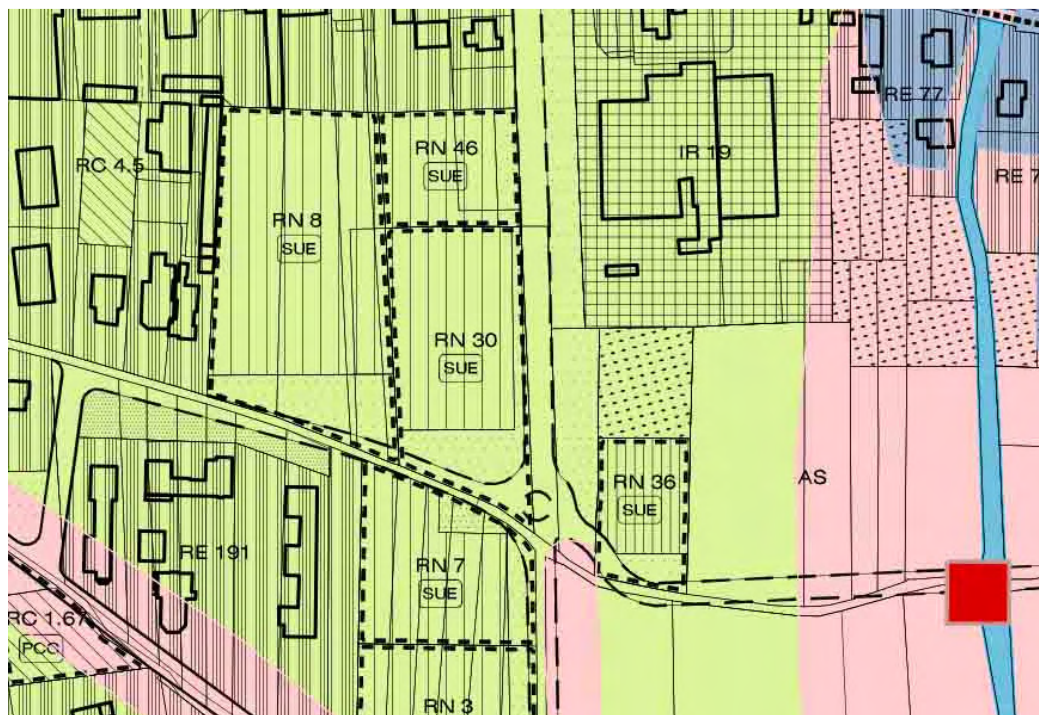 RE 77
RN 46
SUE
RC 4.5
IR 19
RE 7
RN 8
SUE
RN 30
SUE
AS
RN 36
SUE
RE 191
RN 7
SUE
RC 1.67
PCC
RN 3